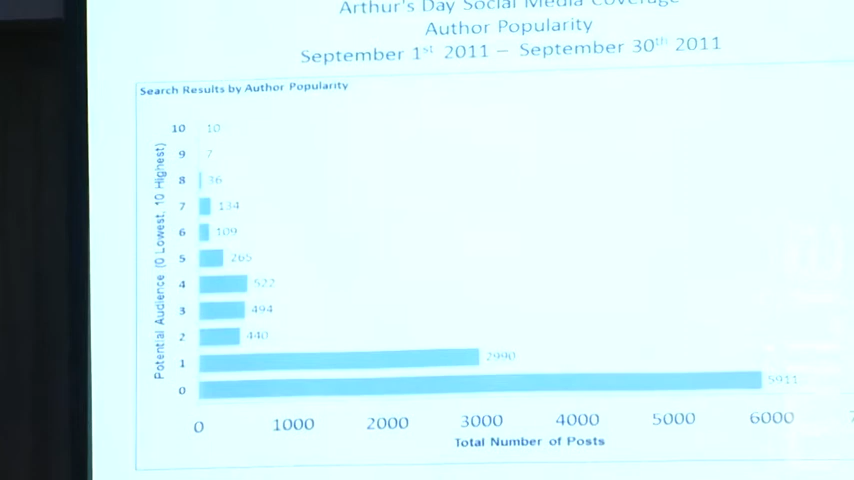 Arthur's Day Social Media Coverage
Author Popularity
September 1st 2011 – September 30th 2011
Search Results by Author Popularity
Potential Audience (0 Lowest, 10 Highest)
10 10
9 7
8 36
7 134
6 109
5 265
4 522
3 494
2 440
1 2990
0 5911
0 1000 2000 3000 4000 5000 6000
Total Number of Posts